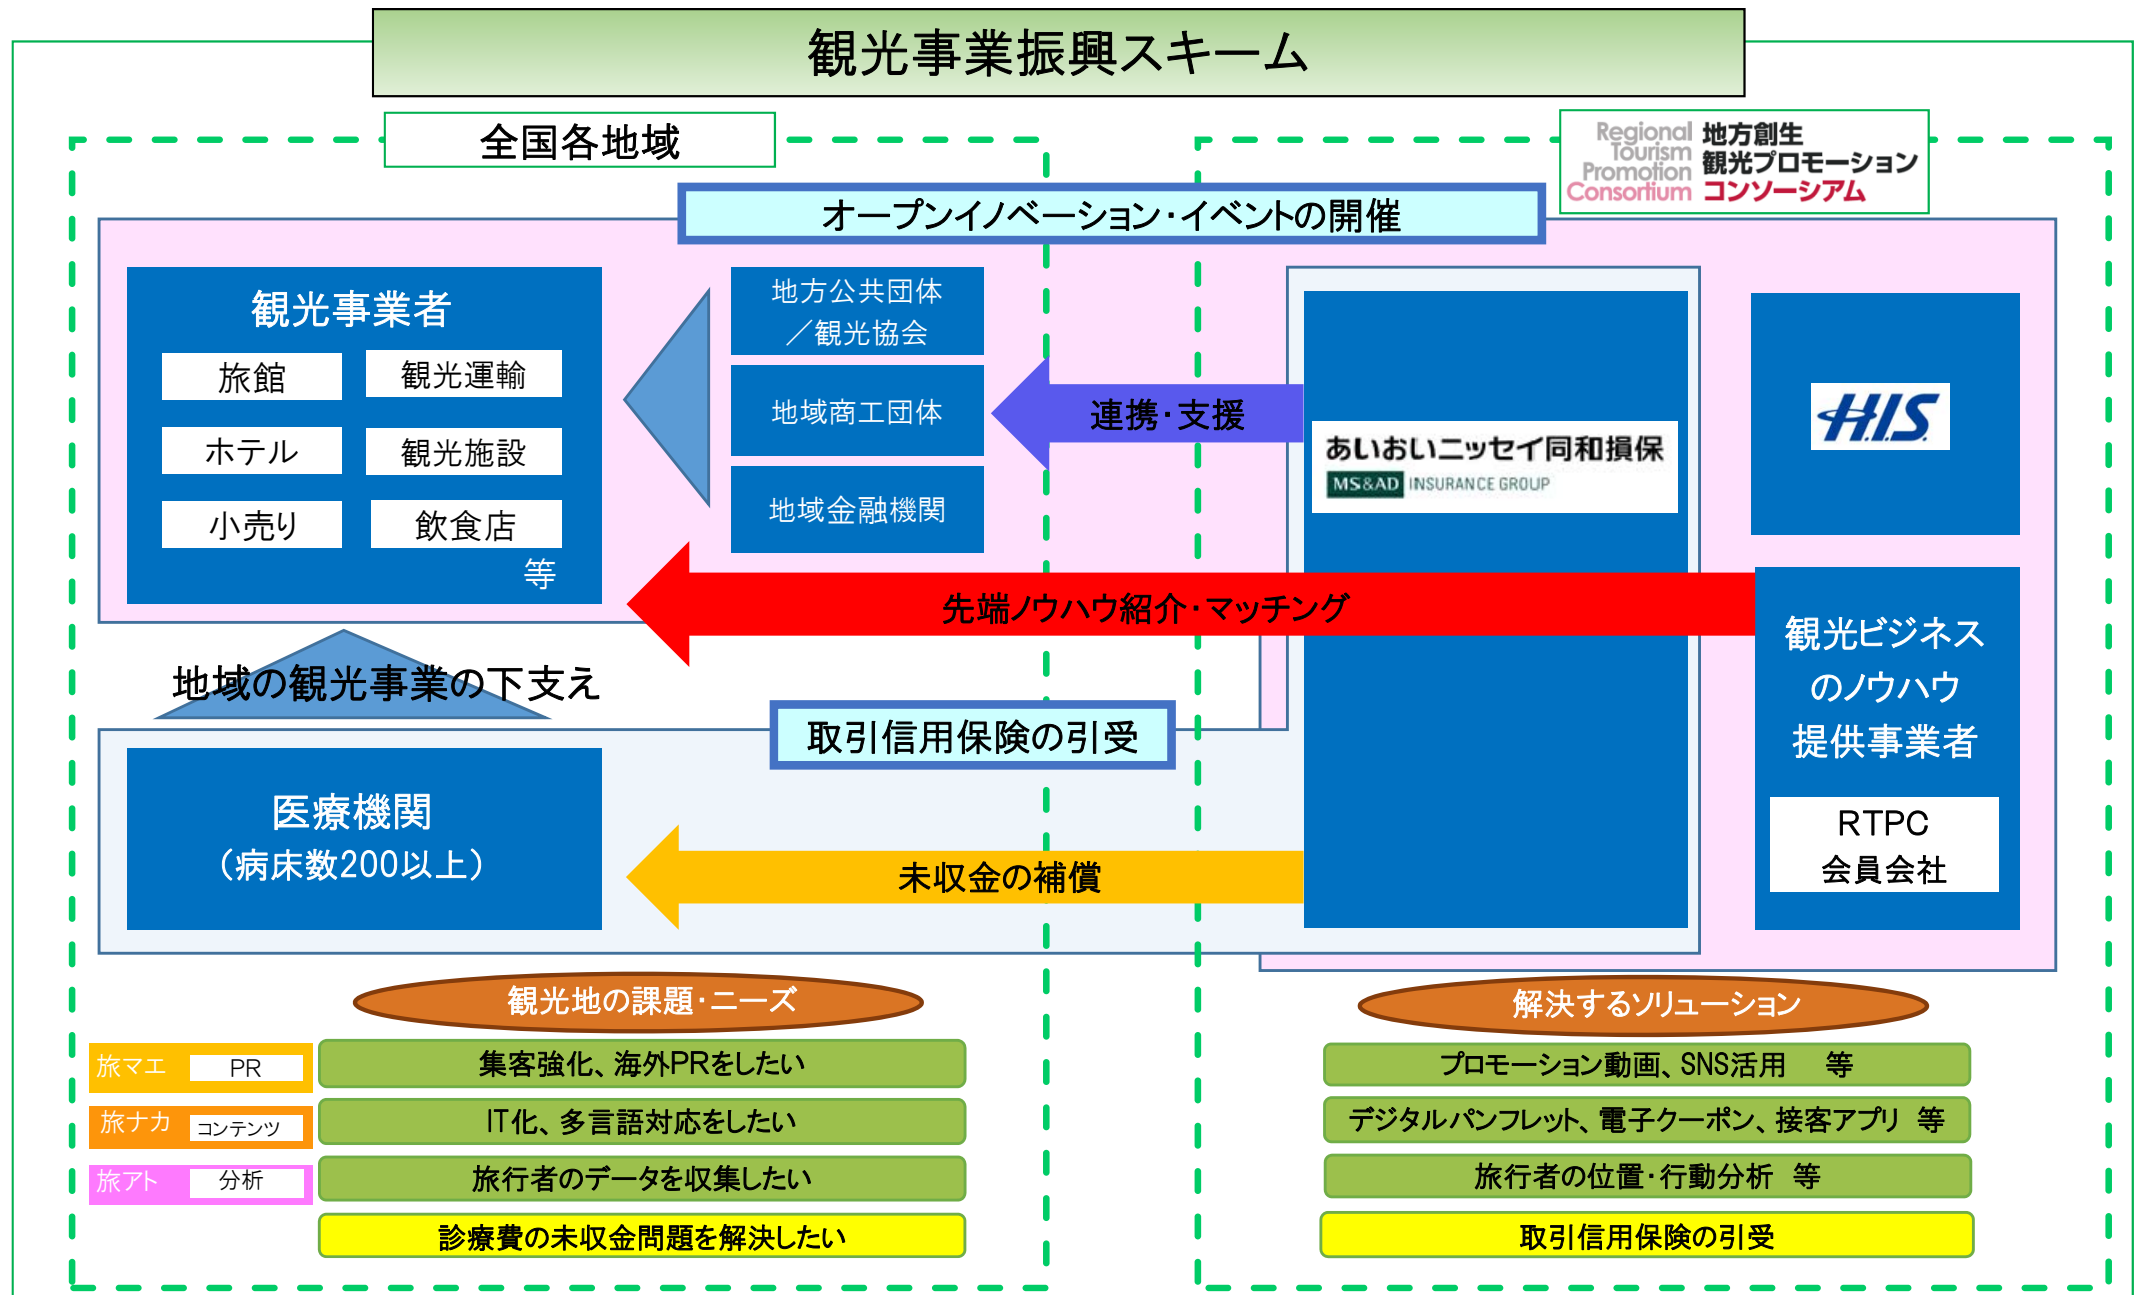 観光事業振興スキーム
全国各地域
Regional
Tourism
Promotion
Consortium
地方創生
観光プロモーション
コンソーシアム
オープンイノベーション・イベントの開催
観光事業者
旅館
観光運輸
ホテル
観光施設
小売り
飲食店
等
地方公共団体
／観光協会
地域商工団体
地域金融機関
連携・支援
あいおいニッセイ同和損保
MS&AD INSURANCE GROUP
H.I.S.
先端ノウハウ紹介・マッチング
観光ビジネス
のノウハウ
提供事業者
RTPC
会員会社
地域の観光事業の下支え
取引信用保険の引受
医療機関
（病床数200以上）
未収金の補償
観光地の課題・ニーズ
解決するソリューション
旅マエ PR
集客強化、海外PRをしたい
プロモーション動画、SNS活用　等
旅ナカ コンテンツ
IT化、多言語対応をしたい
デジタルパンフレット、電子クーポン、接客アプリ　等
旅アト 分析
旅行者のデータを収集したい
旅行者の位置・行動分析　等
診療費の未収金問題を解決したい
取引信用保険の引受